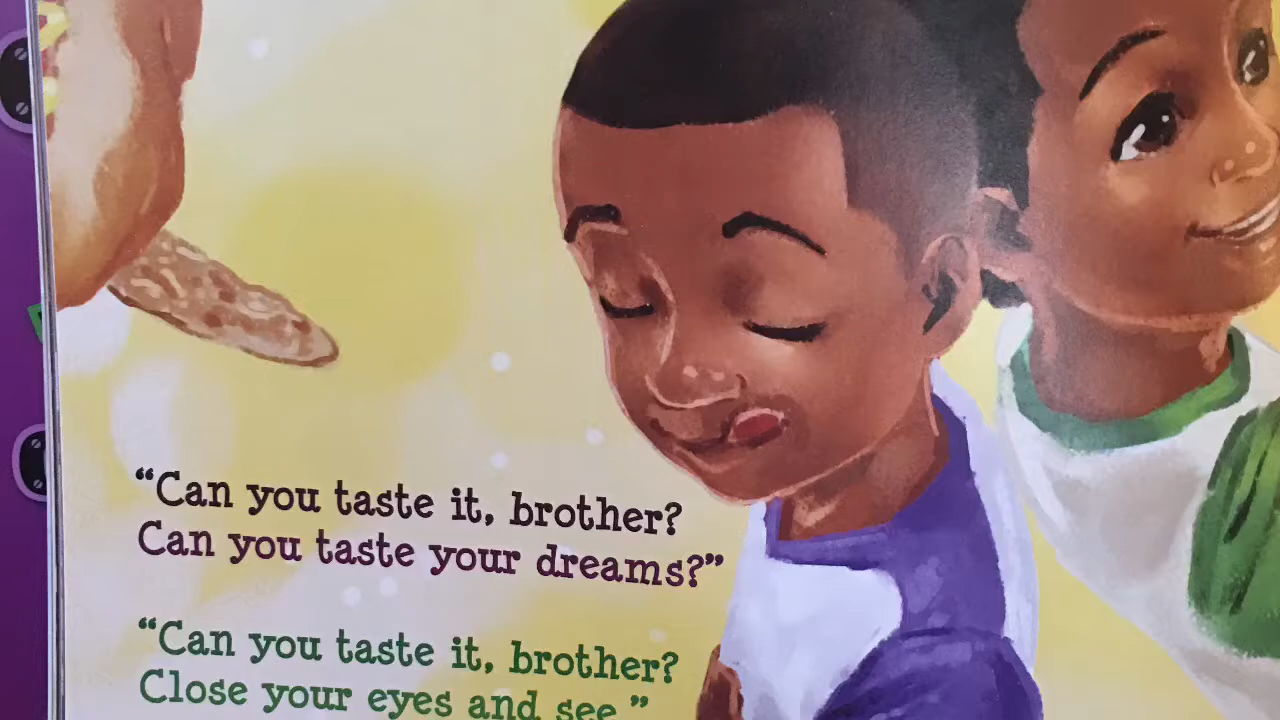 “Can you taste it, brother?
Can you taste your dreams?”
“Can you taste it, brother?
Close your eyes and see.”